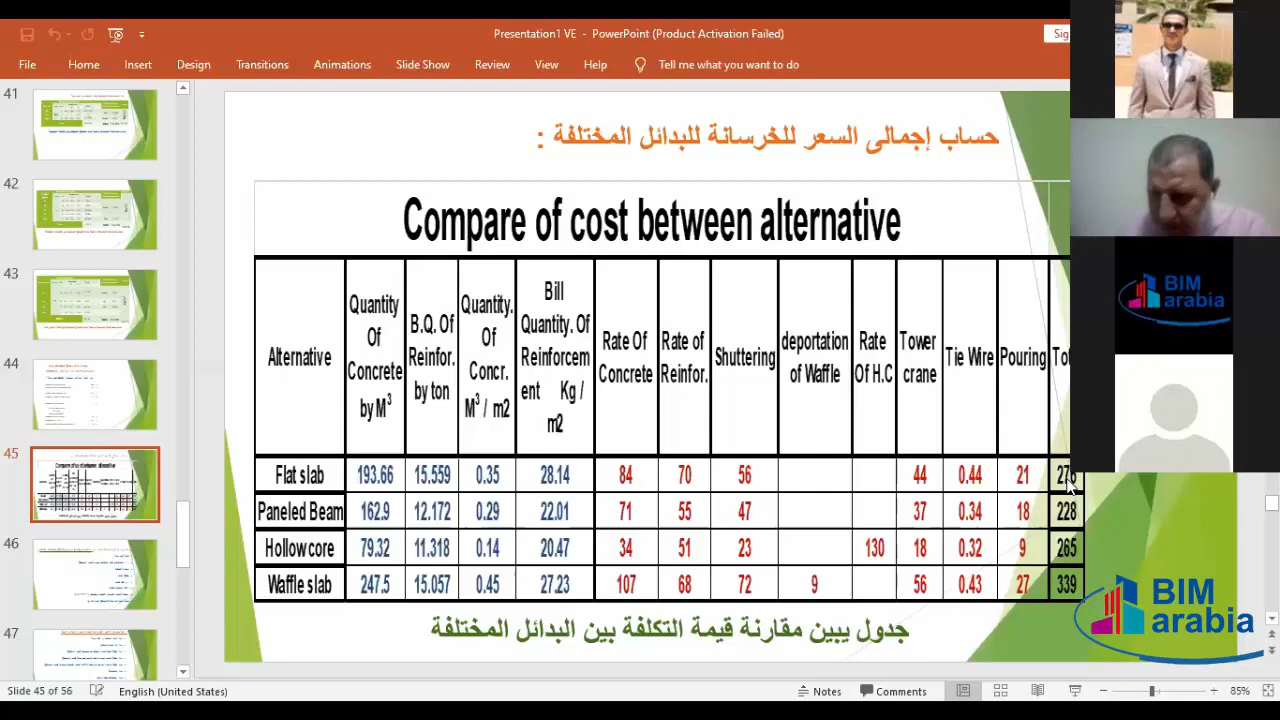 Presentation1 VE - PowerPoint (Product Activation Failed)
File Home Insert Design Transitions Animations Slide Show Review View Help Tell me what you want to do
41
42
43
44
45
46
47
حساب إجمالى السعر للخرسانة للبدائل المختلفة :
Compare of cost between alternative
Alternative | Quantity Of Concrete by M³ | B.Q. Of Reinfor. by ton | Quantity. Of Concr. M³ / m2 | Bill Quantity. Of Reinforcement Kg / m2 | Rate Of Concrete | Rate of Reinfor. | Shuttering | deportation of Waffle | Rate Of H.C | Tower crane | Tie Wire | Pouring
Flat slab 193.66 15.559 0.35 28.14 84 70 56 44 0.44 21
Paneled Beam 162.9 12.172 0.29 22.01 71 55 47 37 0.34 18 228
Hollowcore 79.32 11.318 0.14 20.47 34 51 23 130 18 0.32 9 265
Waffle slab 247.5 15.057 0.45 27.23 107 68 72 9 56 0.43 27 339
جدول يبين مقارنة قيمة التكلفة بين البدائل المختلفة
BIM
arabia
BIM
arabia
Slide 45 of 56 English (United States) Notes Comments 85%